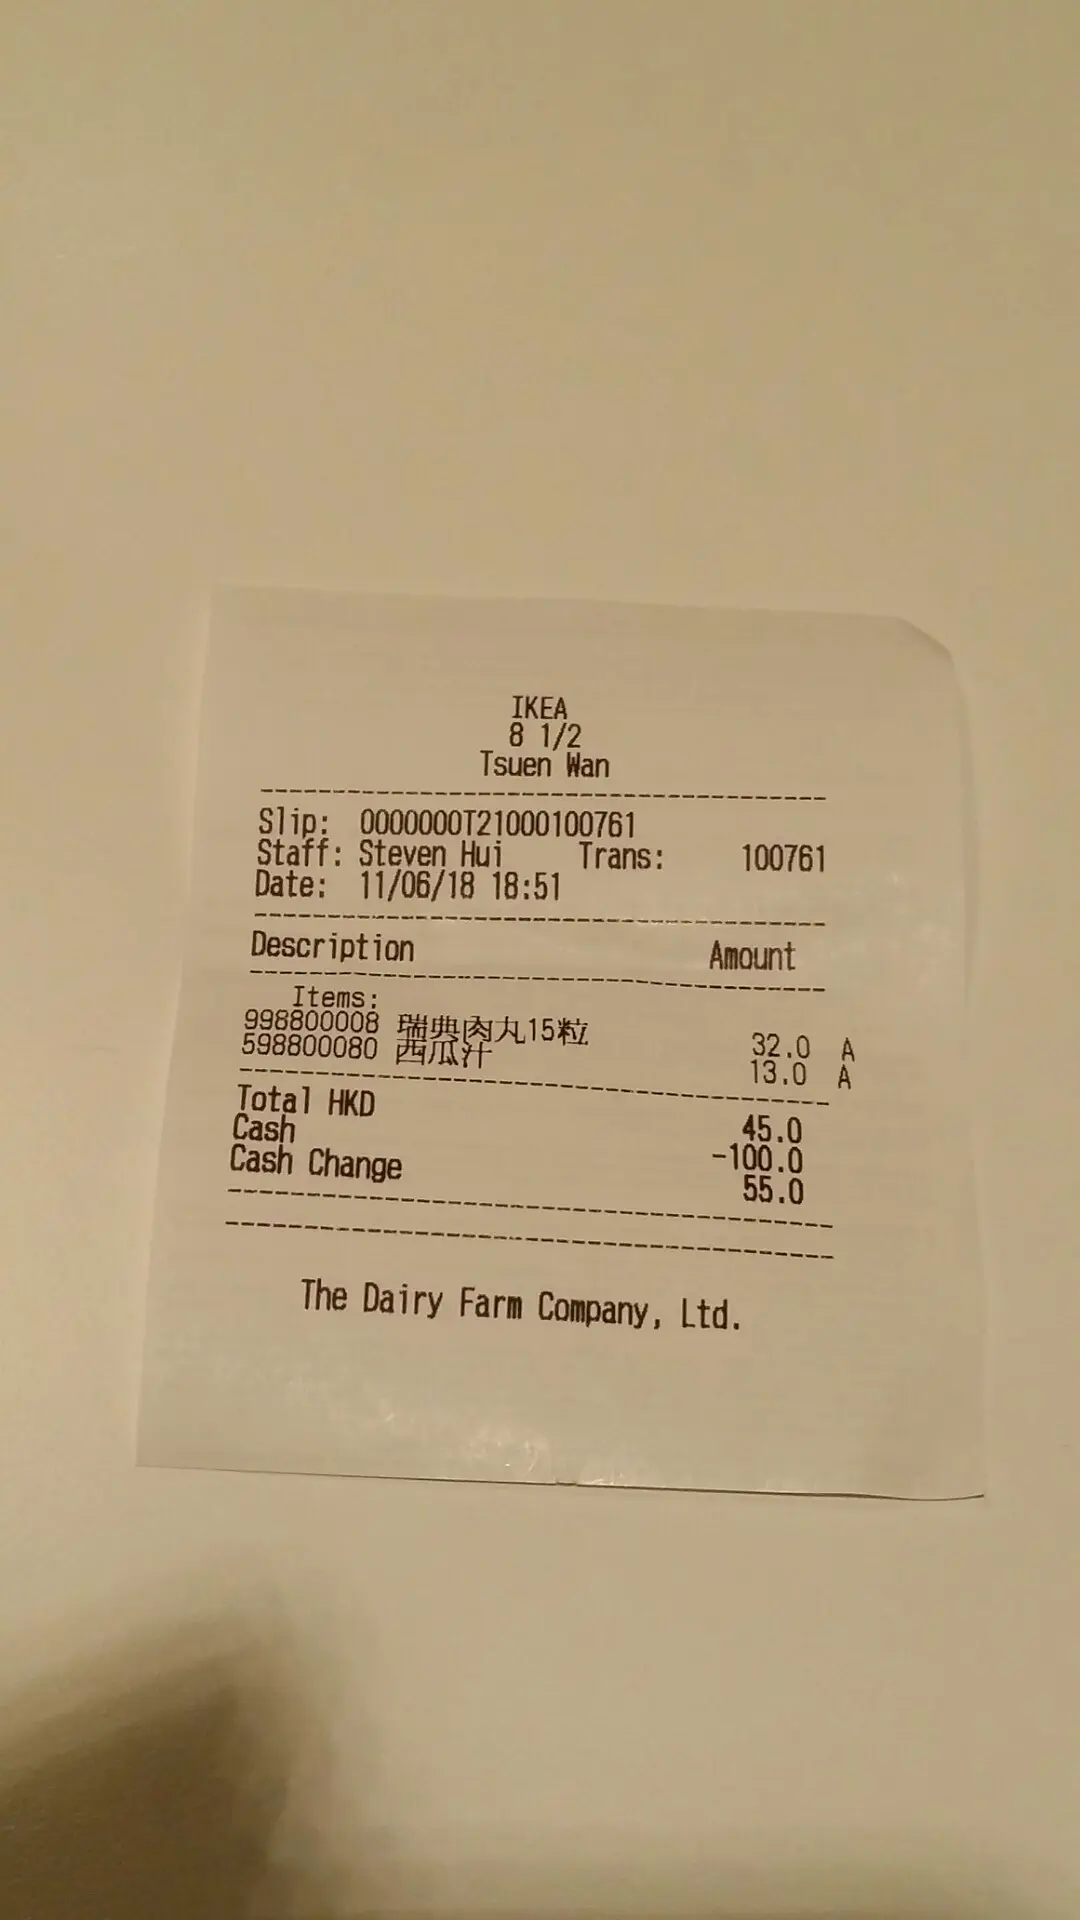 IKEA
8 1/2
Tsuen Wan
Slip: 0000000T21000100761
Staff: Steven Hui Trans: 100761
Date: 11/06/18 18:51
Description Amount
Items:
998800008 瑞典肉丸15粒 32.0 A
598800080 西瓜汁 13.0 A
Total HKD 45.0
Cash -100.0
Cash Change 55.0
The Dairy Farm Company, Ltd.